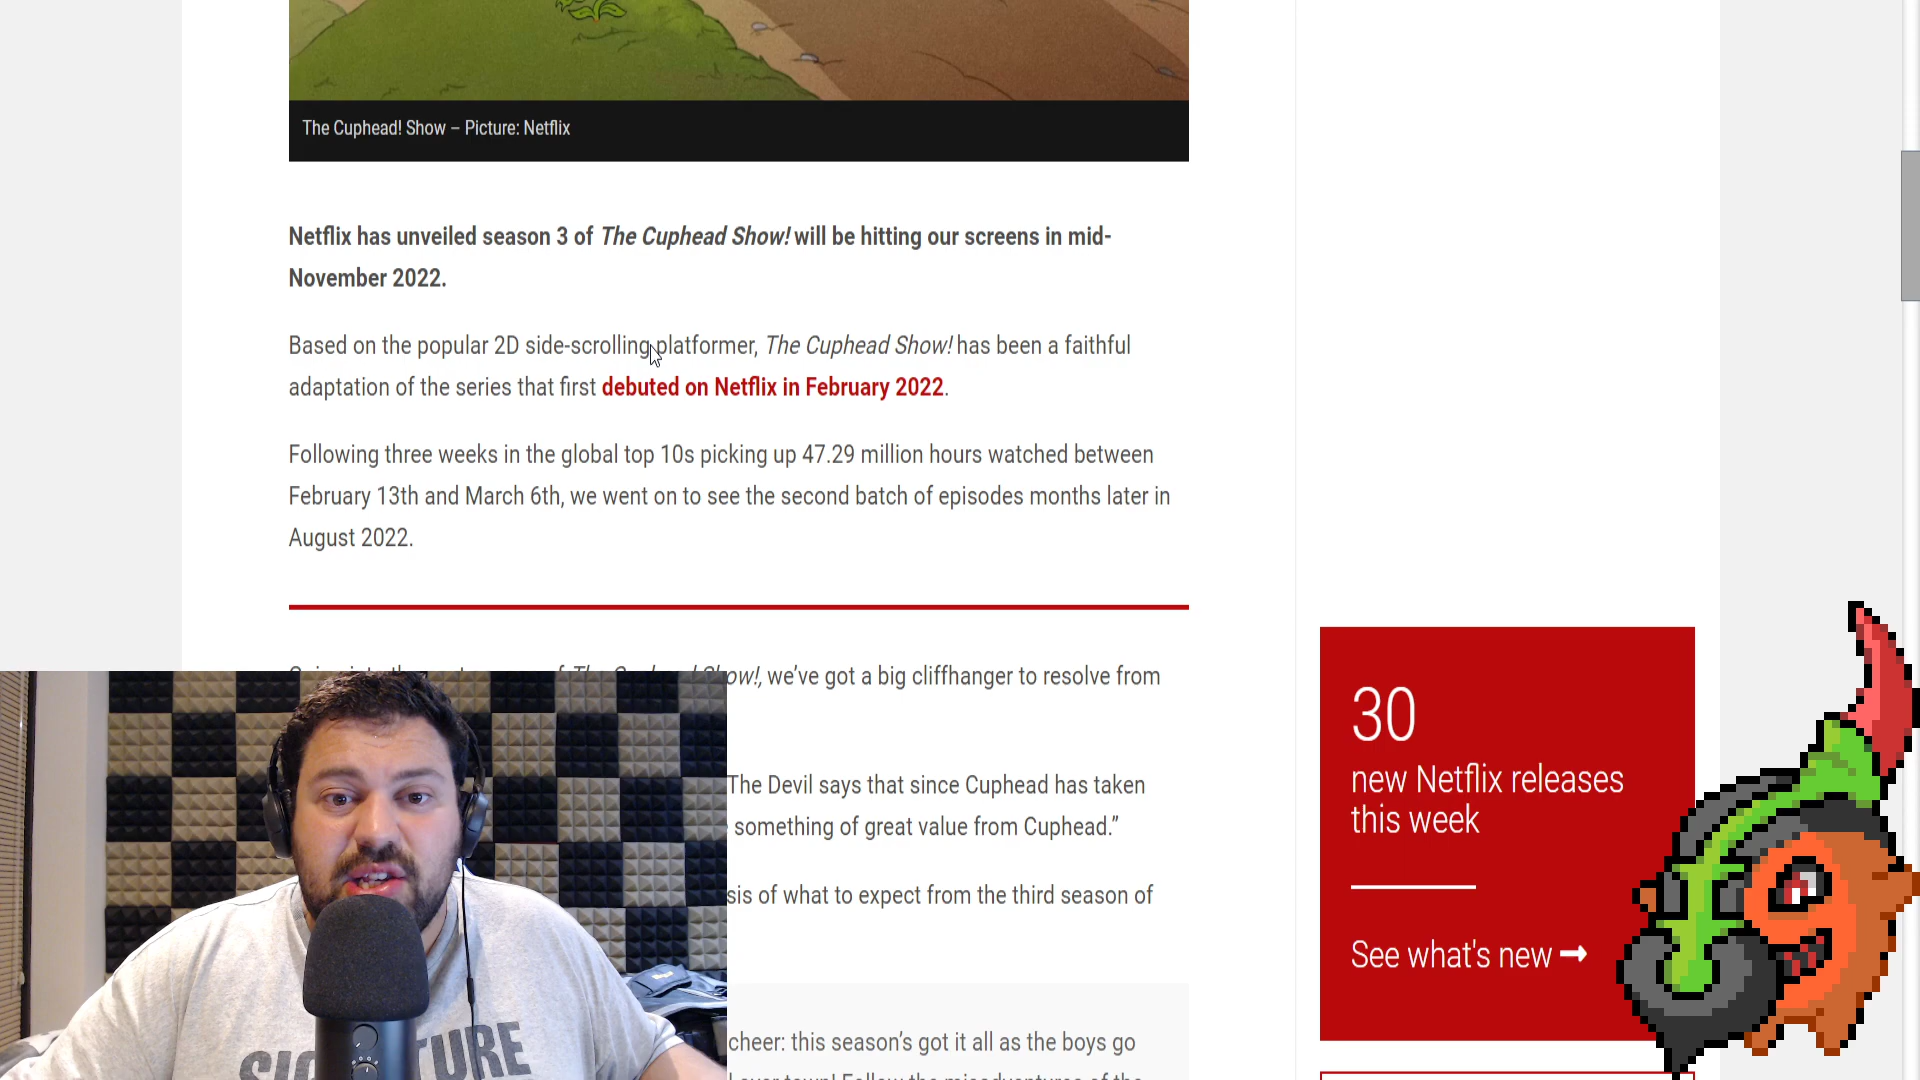 The Cuphead! Show – Picture: Netflix
Netflix has unveiled season 3 of The Cuphead Show! will be hitting our screens in mid-
November 2022.
Based on the popular 2D side-scrolling platformer, The Cuphead Show! has been a faithful
adaptation of the series that first debuted on Netflix in February 2022.
Following three weeks in the global top 10s picking up 47.29 million hours watched between
February 13th and March 6th, we went on to see the second batch of episodes months later in
August 2022.
we’ve got a big cliffhanger to resolve from
The Devil says that since Cuphead has taken
something of great value from Cuphead.”
of what to expect from the third season of
cheer: this season’s got it all as the boys go
30
new Netflix releases
this week
See what's new →